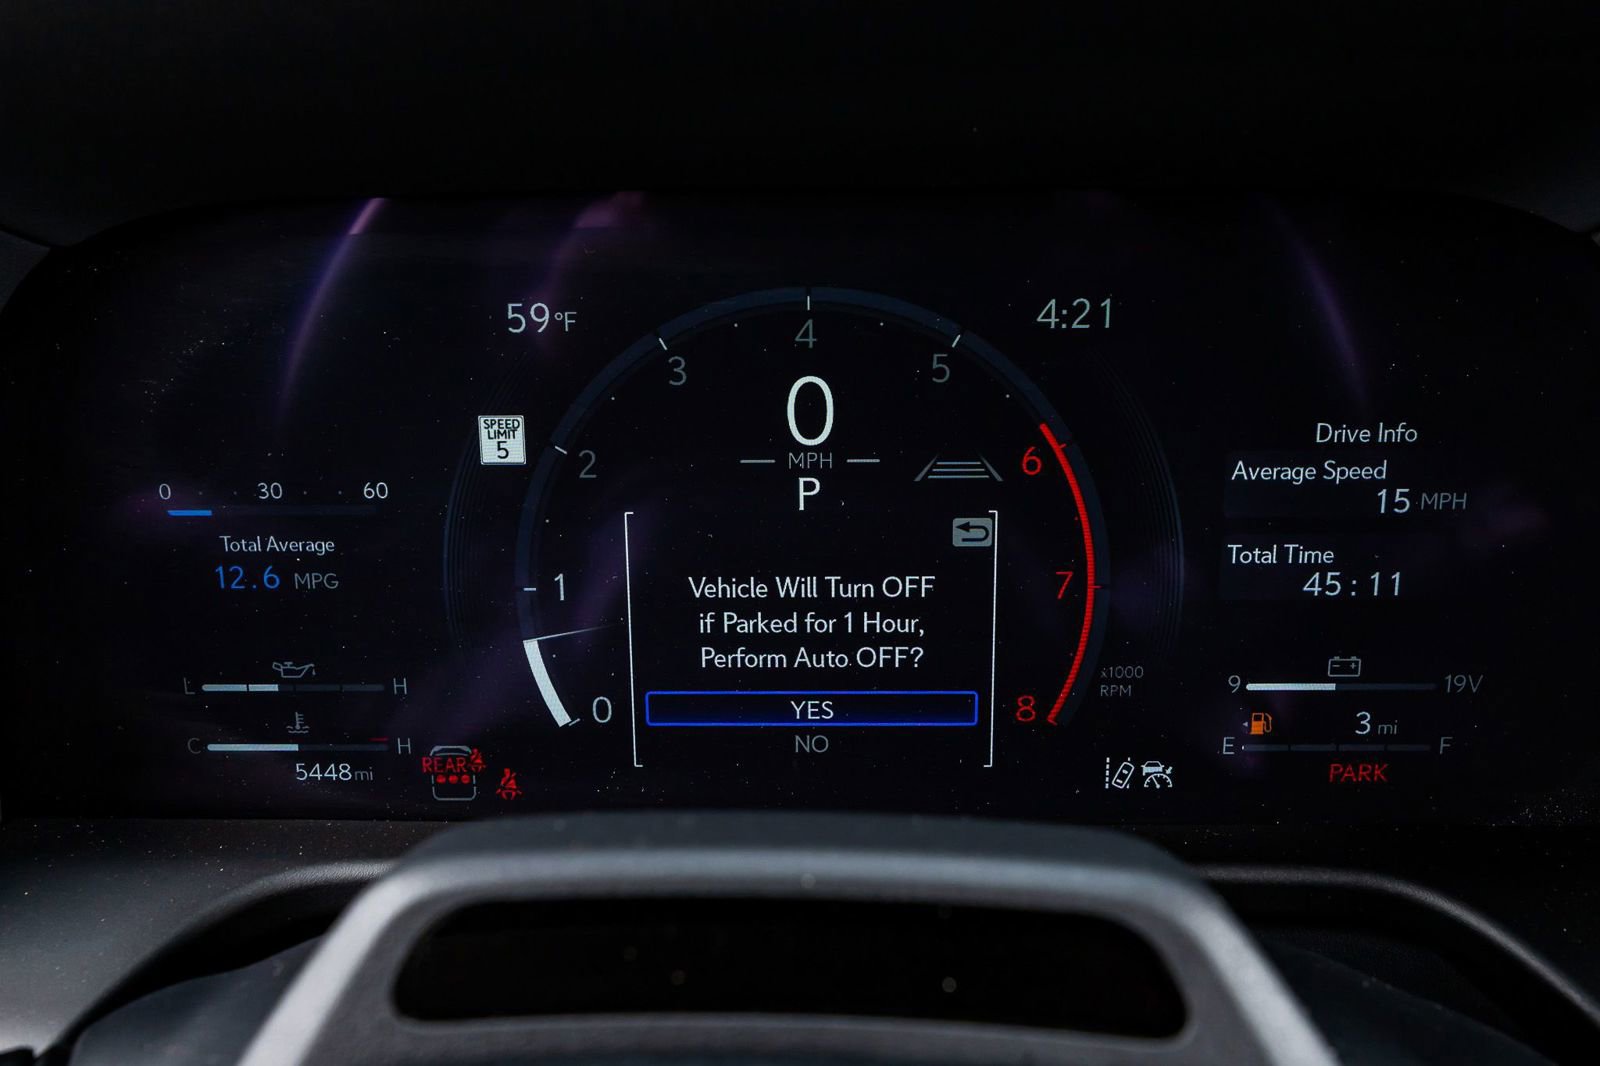 59°F
4:21
4
3
5
0
SPEED
LIMIT
5
2
MPH
6
P
Drive Info
Average Speed
15 MPH
0 30 60
Total Average
12.6 MPG
1
7
Vehicle Will Turn OFF
if Parked for 1 Hour,
Perform Auto OFF?
YES
NO
Total Time
45:11
x1000
RPM
0
8
L H
C H
5448 mi
REAR
9 19V
3 mi
E F
PARK